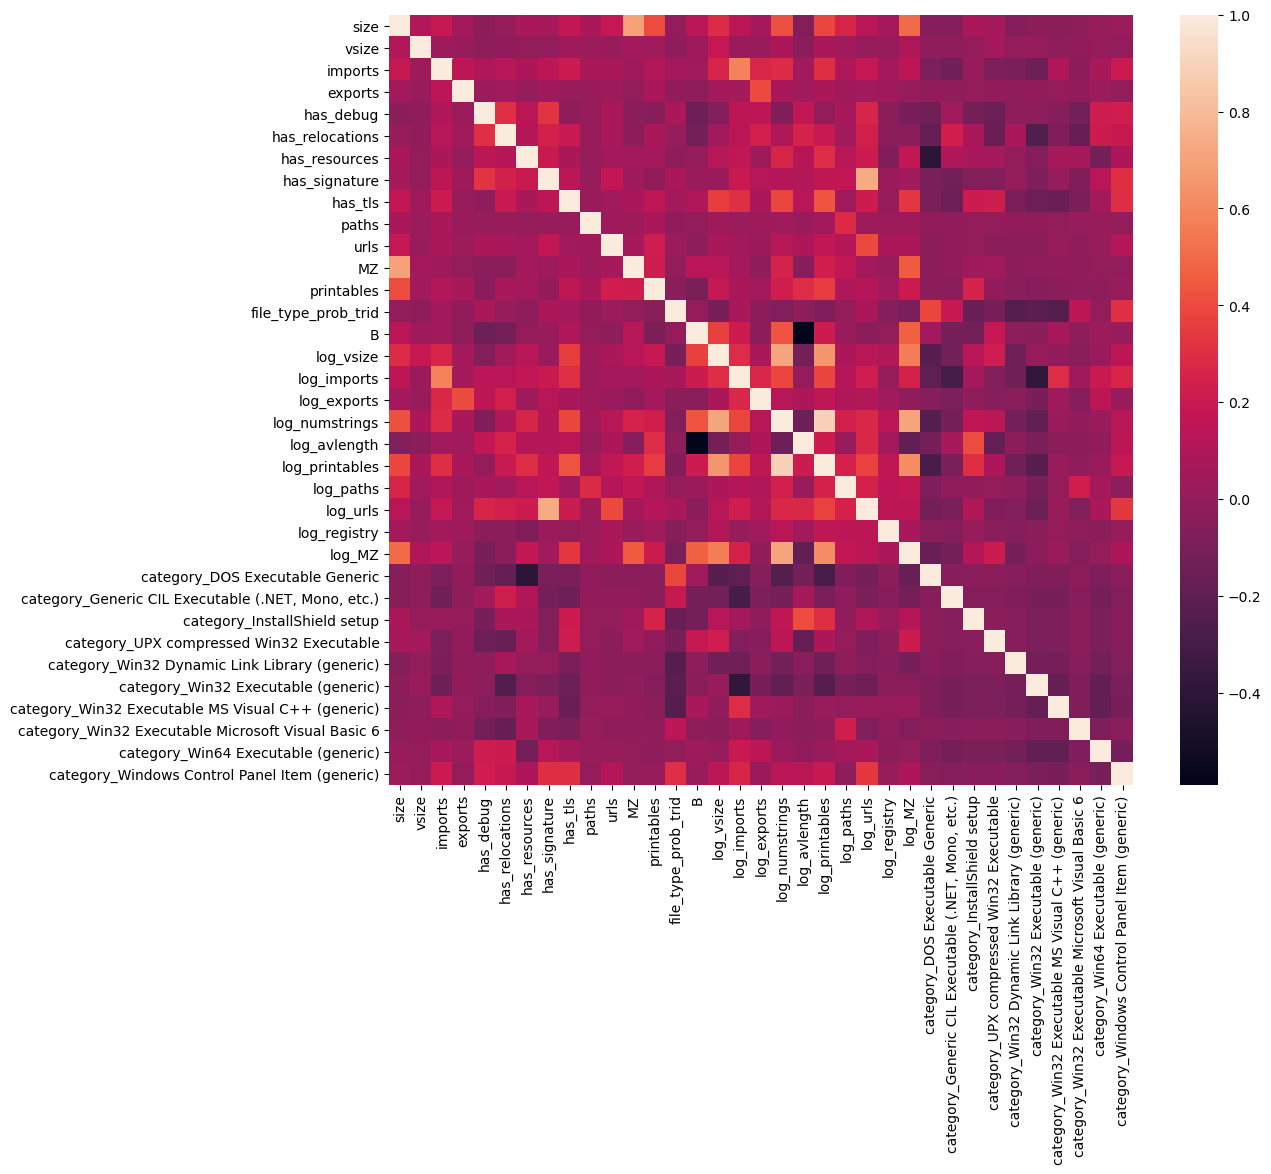 size
vsize
imports
exports
has_debug
has_relocations
has_resources
has_signature
has_tls
paths
urls
MZ
printables
file_type_prob_trid
B
log_vsize
log_imports
log_exports
log_numstrings
log_avlength
log_printables
log_paths
log_urls
log_registry
log_MZ
category_DOS Executable Generic
category_Generic CIL Executable (.NET, Mono, etc.)
category_InstallShield setup
category_UPX compressed Win32 Executable
category_Win32 Dynamic Link Library (generic)
category_Win32 Executable (generic)
category_Win32 Executable MS Visual C++ (generic)
category_Win32 Executable Microsoft Visual Basic 6
category_Win64 Executable (generic)
category_Windows Control Panel Item (generic)
size
vsize
imports
exports
has_debug
has_relocations
has_resources
has_signature
has_tls
paths
urls
MZ
printables
file_type_prob_trid
B
log_vsize
log_imports
log_exports
log_numstrings
log_avlength
log_printables
log_paths
log_urls
log_registry
log_MZ
category_DOS Executable Generic
category_Generic CIL Executable (.NET, Mono, etc.)
category_InstallShield setup
category_UPX compressed Win32 Executable
category_Win32 Dynamic Link Library (generic)
category_Win32 Executable (generic)
category_Win32 Executable MS Visual C++ (generic)
category_Win32 Executable Microsoft Visual Basic 6
category_Win64 Executable (generic)
category_Windows Control Panel Item (generic)
1.0
0.8
0.6
0.4
0.2
0.0
−0.2
−0.4